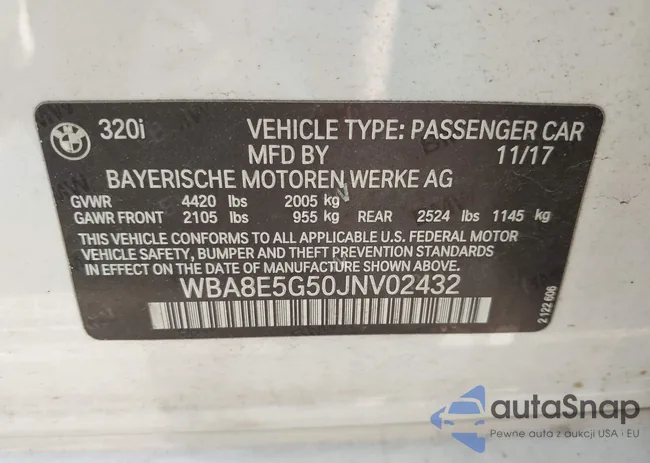 320i VEHICLE TYPE: PASSENGER CAR
MFD BY 11/17
BAYERISCHE MOTOREN WERKE AG
GVWR 4420 lbs 2005 kg
GAWR FRONT 2105 lbs 955 kg REAR 2524 lbs 1145 kg
THIS VEHICLE CONFORMS TO ALL APPLICABLE U.S. FEDERAL MOTOR
VEHICLE SAFETY, BUMPER AND THEFT PREVENTION STANDARDS
IN EFFECT ON DATE OF MANUFACTURE SHOWN ABOVE.
WBA8E5G50JNV02432
2 122 606
autaSnap
Pewne auta z aukcji USA i EU